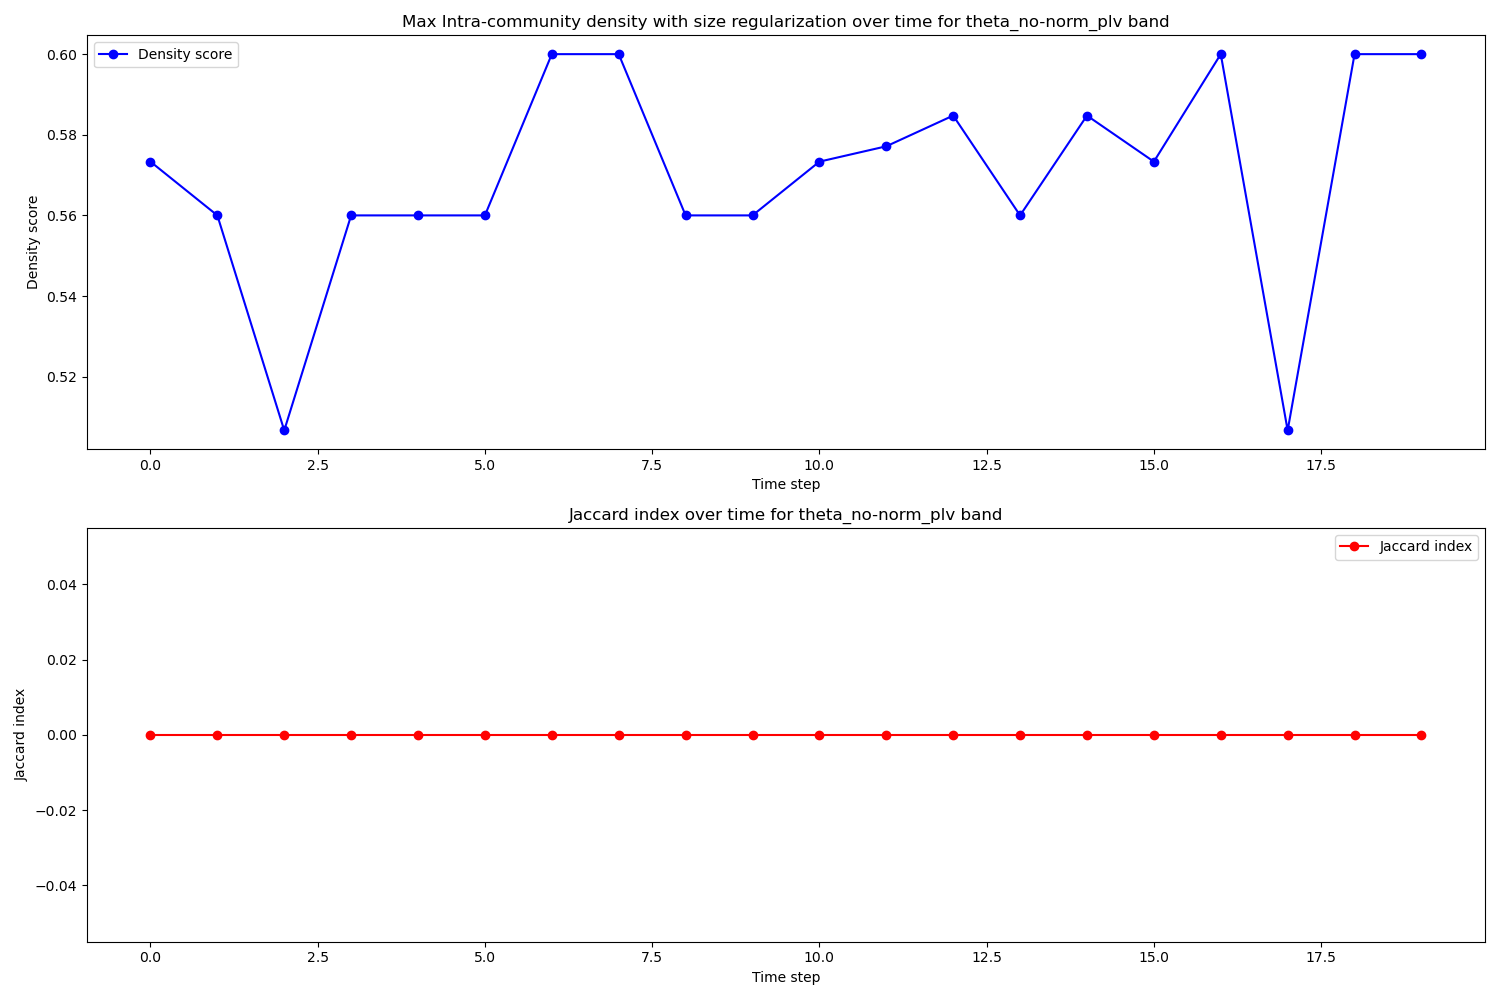 Max Intra-community density with size regularization over time for theta_no-norm_plv band
Density score
0.60
0.58
0.56
0.54
0.52
Density score
0.0 2.5 5.0 7.5 10.0 12.5 15.0 17.5
Time step
Jaccard index over time for theta_no-norm_plv band
Jaccard index
0.04
0.02
0.00
−0.02
−0.04
Jaccard index
0.0 2.5 5.0 7.5 10.0 12.5 15.0 17.5
Time step